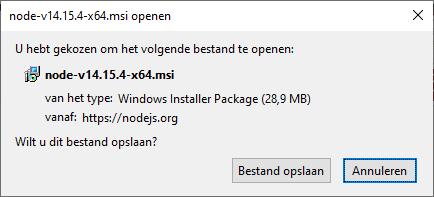 node-v14.15.4-x64.msi openen
U hebt gekozen om het volgende bestand te openen:
node-v14.15.4-x64.msi
van het type: Windows Installer Package (28,9 MB)
vanaf: https://nodejs.org
Wilt u dit bestand opslaan?
Bestand opslaan Annuleren